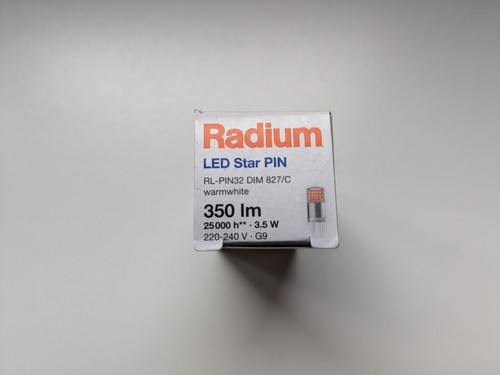 Radium
LED Star PIN
RL-PIN32 DIM 827/C
warmwhite
350 lm
25000 h** · 3.5 W
220-240 V · G9